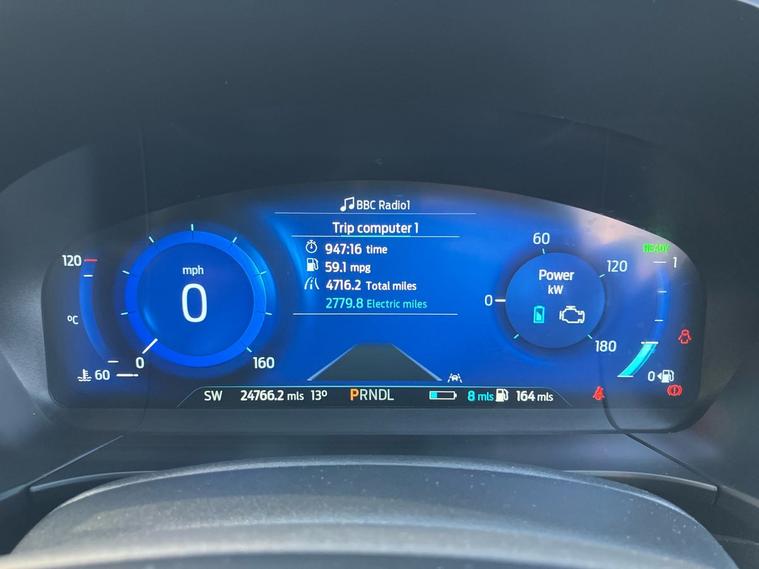 BBC Radio1
Trip computer 1
947:16 time
59.1 mpg
4716.2 Total miles
2779.8 Electric miles
120
°C
60
mph
0
0
160
60
Power
kW
0
120
180
READY
1
0
SW 24766.2 mls 13° PRNDL 8 mls 164 mls